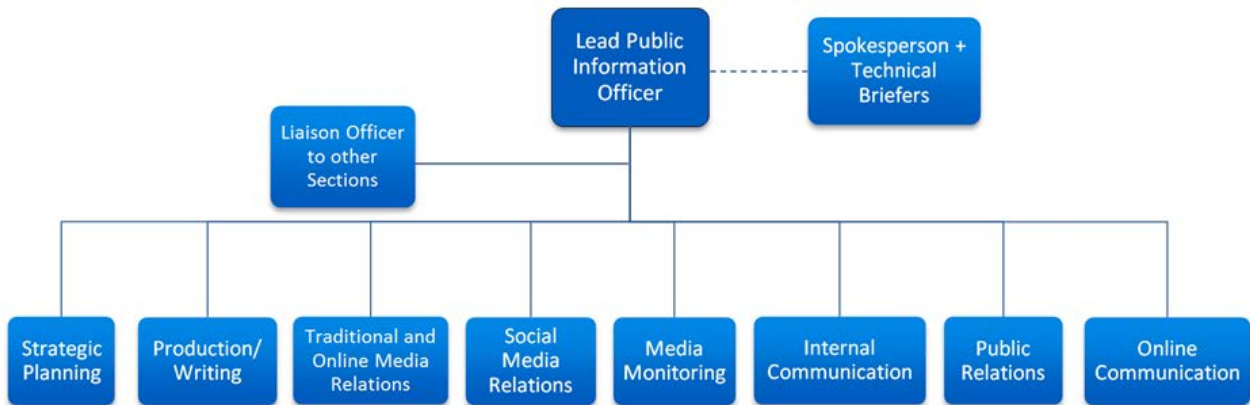 Lead Public
Information
Officer
Spokesperson +
Technical
Briefers
Liaison Officer
to other
Sections
Strategic
Planning
Production/
Writing
Traditional and
Online Media
Relations
Social
Media
Relations
Media
Monitoring
Internal
Communication
Public
Relations
Online
Communication